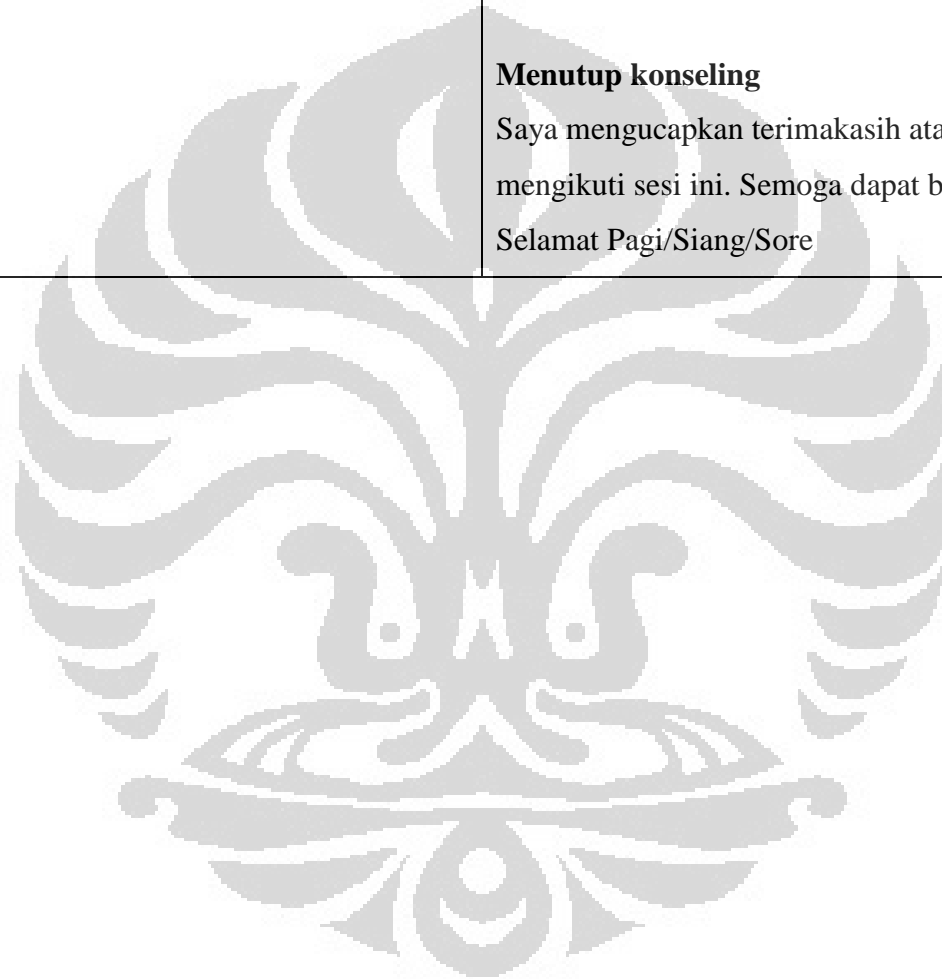 Menutup konseling
Saya mengucapkan terimakasih
mengikuti sesi ini. Semoga dapat
Selamat Pagi/Siang/Sore